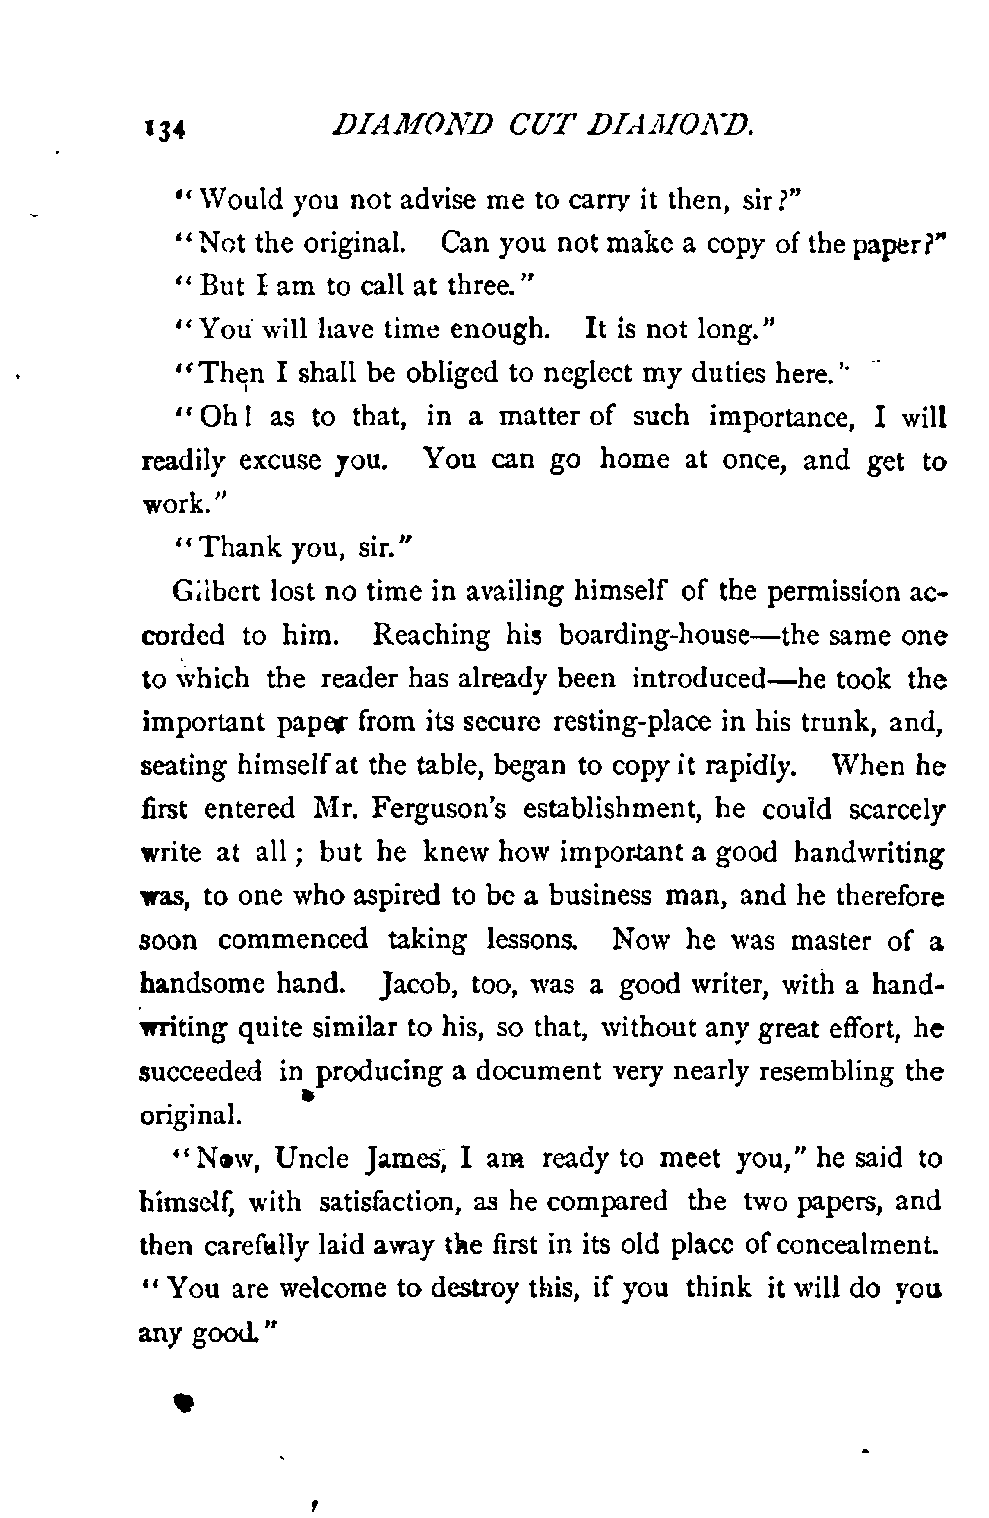 134 DIAMOND CUT DIAMOND.
"Would you not advise me to carry it then, sir?"
"Not the original. Can you not make a copy of the paper?"
"But I am to call at three."
"You will have time enough. It is not long."
"Then I shall be obliged to neglect my duties here."
"Oh! as to that, in a matter of such importance, I will
readily excuse you. You can go home at once, and get to
work."
"Thank you, sir."
Gilbert lost no time in availing himself of the permission ac-
corded to him. Reaching his boarding-house—the same one
to which the reader has already been introduced—he took the
important paper from its secure resting-place in his trunk, and,
seating himself at the table, began to copy it rapidly. When he
first entered Mr. Ferguson's establishment, he could scarcely
write at all; but he knew how important a good handwriting
was, to one who aspired to be a business man, and he therefore
soon commenced taking lessons. Now he was master of a
handsome hand. Jacob, too, was a good writer, with a hand-
writing quite similar to his, so that, without any great effort, he
succeeded in producing a document very nearly resembling the
original.
"Now, Uncle James, I am ready to meet you," he said to
himself, with satisfaction, as he compared the two papers, and
then carefully laid away the first in its old place of concealment.
"You are welcome to destroy this, if you think it will do you
any good."